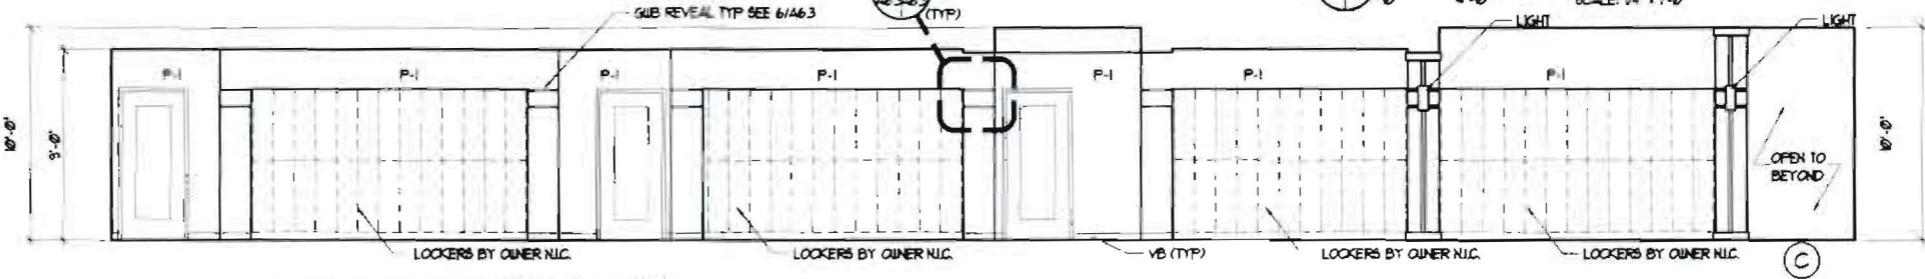 GWB REVEAL TYP SEE 6/A6.3
(TYP)
LIGHT
LIGHT
P-1
P-1
P-1
P-1
P-1
P-1
P-1
10'-0"
9'-0"
10'-0"
OPEN TO
BEYOND
LOCKERS BY OWNER N.I.C.
LOCKERS BY OWNER N.I.C.
VB (TYP)
LOCKERS BY OWNER N.I.C.
LOCKERS BY OWNER N.I.C.
C